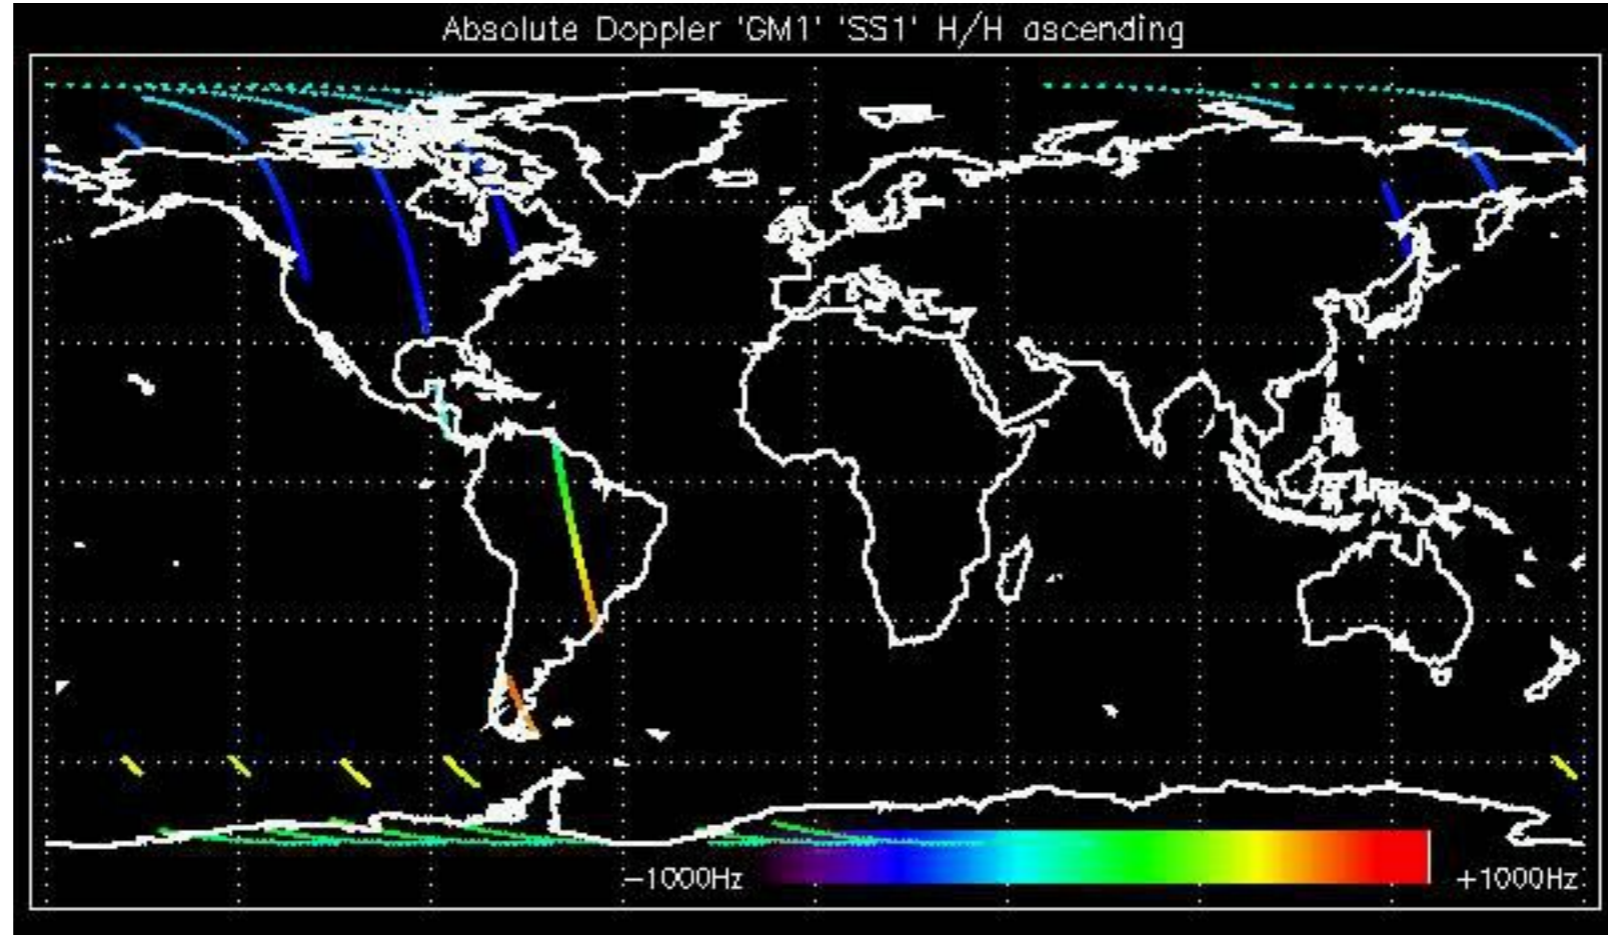 Absolute Doppler 'GM1' 'SS1' H/H ascending
−1000Hz +1000Hz